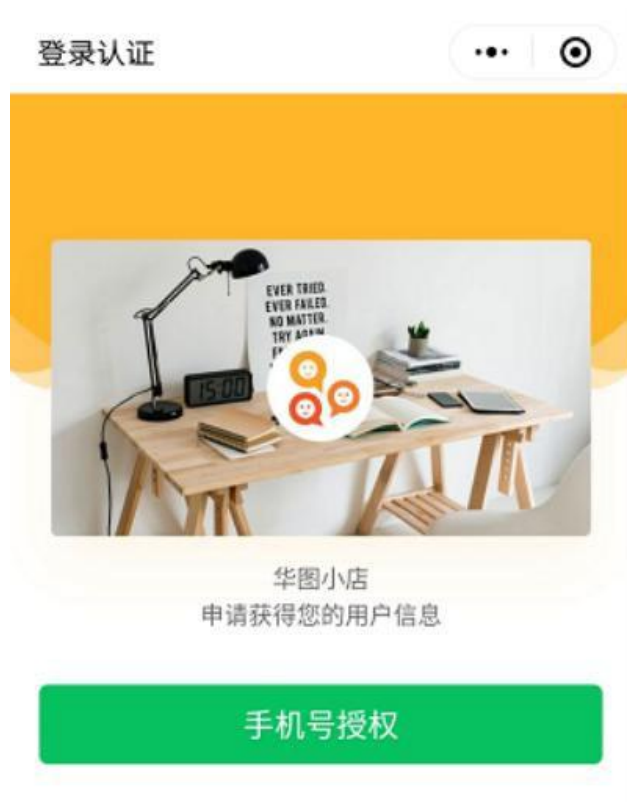 登录认证
EVER TRIED.
EVER FAILED.
NO MATTER.
TRY AGAIN
15:00
华图小店
申请获得您的用户信息
手机号授权